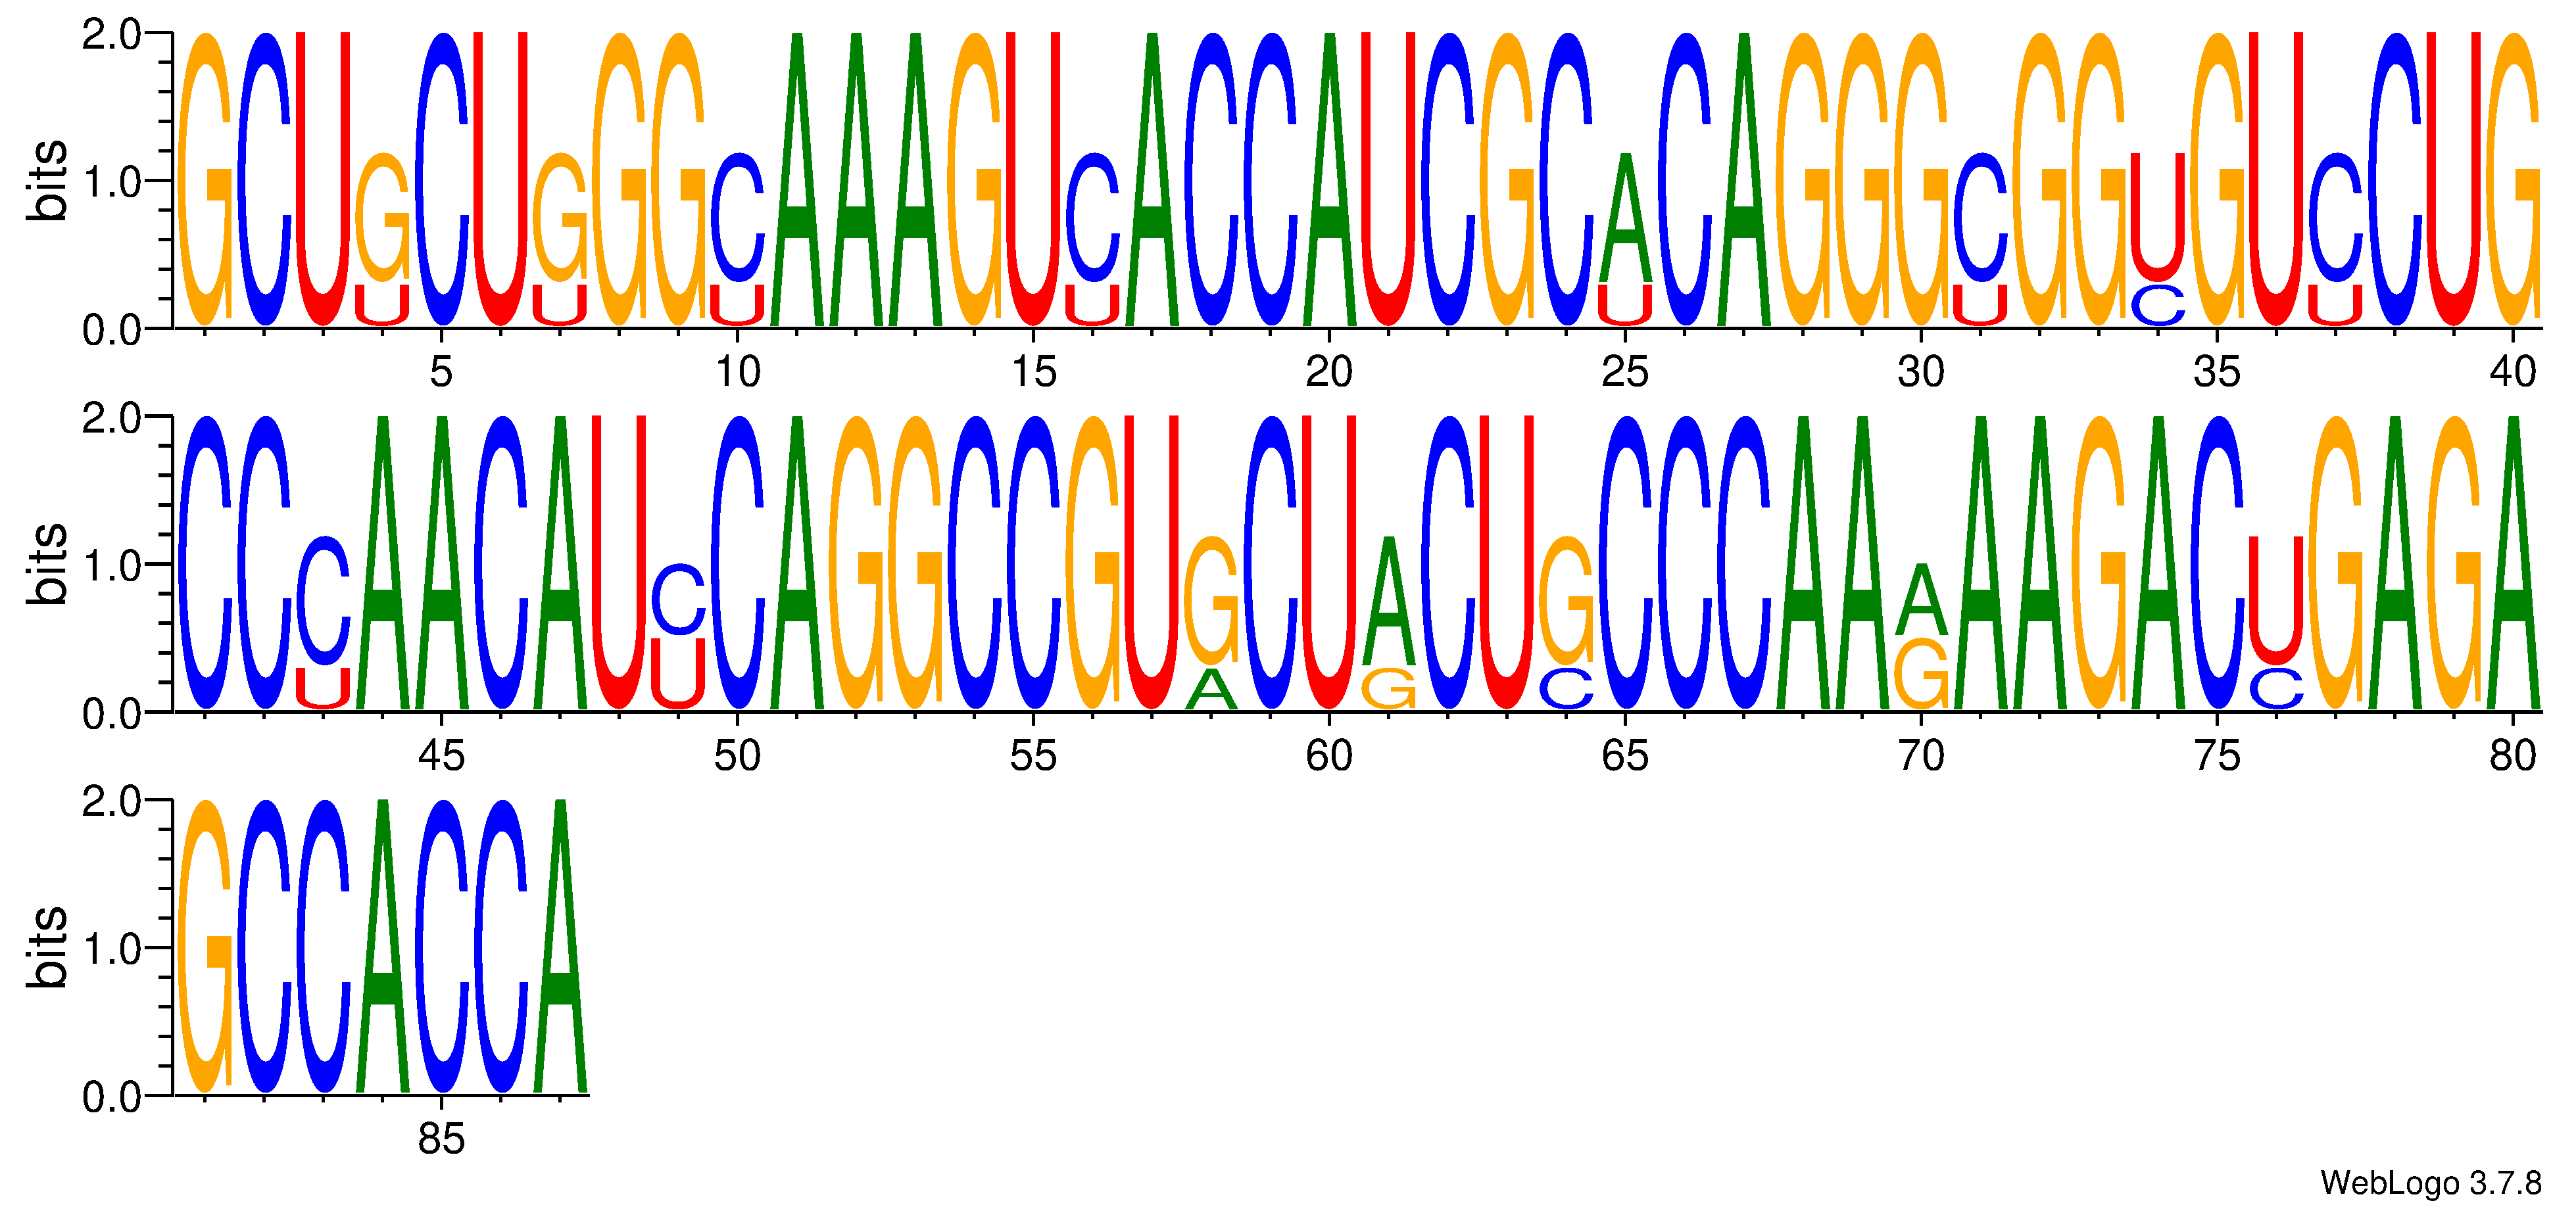 bits
2.0
1.0
0.0
GCUGCUGGGCAAAGUCACCAUCGCACAGGGCGGUGUCCUG
U U U U U U C U
5 10 15 20 25 30 35 40
bits
2.0
1.0
0.0
CCCAACAUCCAGGCCGUGCUACUGCCCAAAAAGACUGAGA
U U A G C G C
45 50 55 60 65 70 75 80
bits
2.0
1.0
0.0
GCCACCA
85
WebLogo 3.7.8